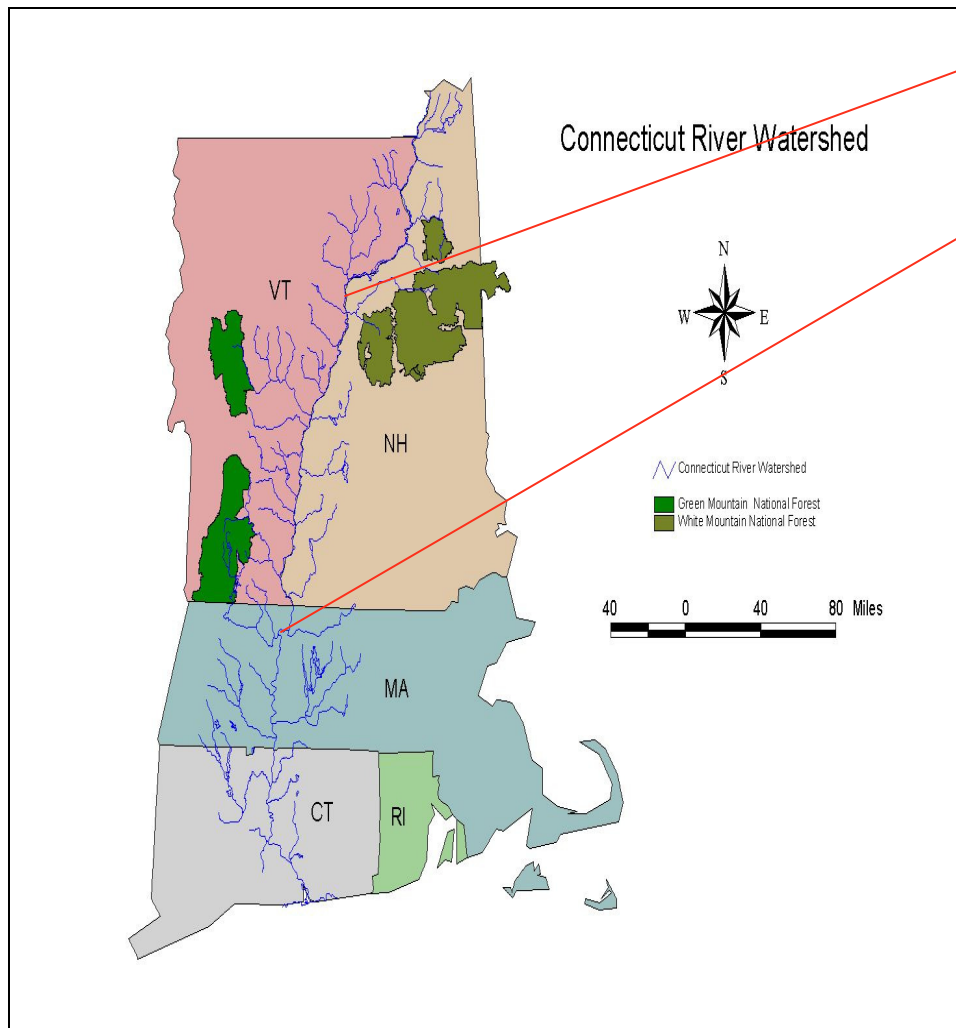 Connecticut River Watershed
N
W E
S
VT
NH
Connecticut River Watershed
Green Mountain National Forest
White Mountain National Forest
40 0 40 80 Miles
MA
CT
RI